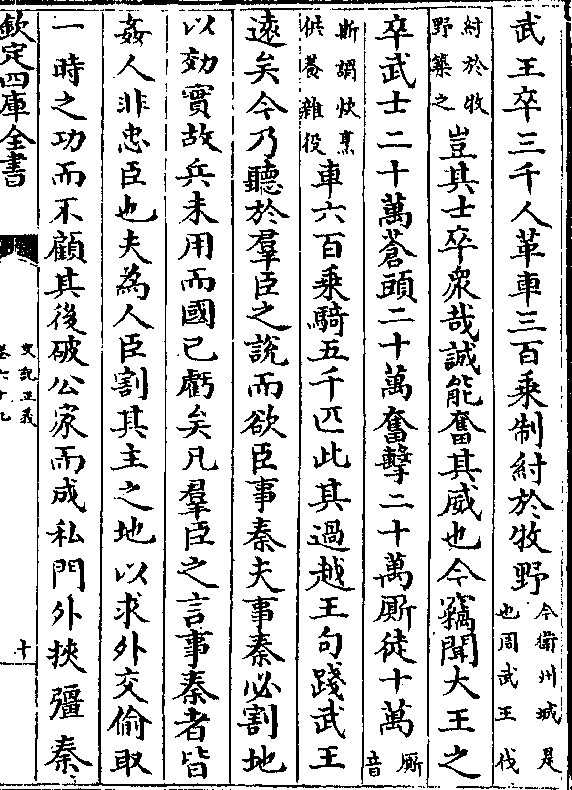 武王卒三千人革車三百乘制紂於牧野今衛州城是也周武王伐
紂於牧野築之豈其士卒衆哉誠能奮其威也今竊聞大王之
卒武士二十萬蒼頭二十萬奮擊二十萬厮徒十萬厮音
斯謂炊烹供養雜役車六百乘騎五千匹此其過越王句踐武王
遠矣今乃聽於羣臣之說而欲臣事秦夫事秦必割地
以効實故兵未用而國已虧矣凡羣臣之言事秦者皆
姦人非忠臣也夫為人臣割其主之地以求外交偷取
一時之功而不顧其後破公家而成私門外挾彊秦
欽定四庫全書
史記正義
卷六十九
十